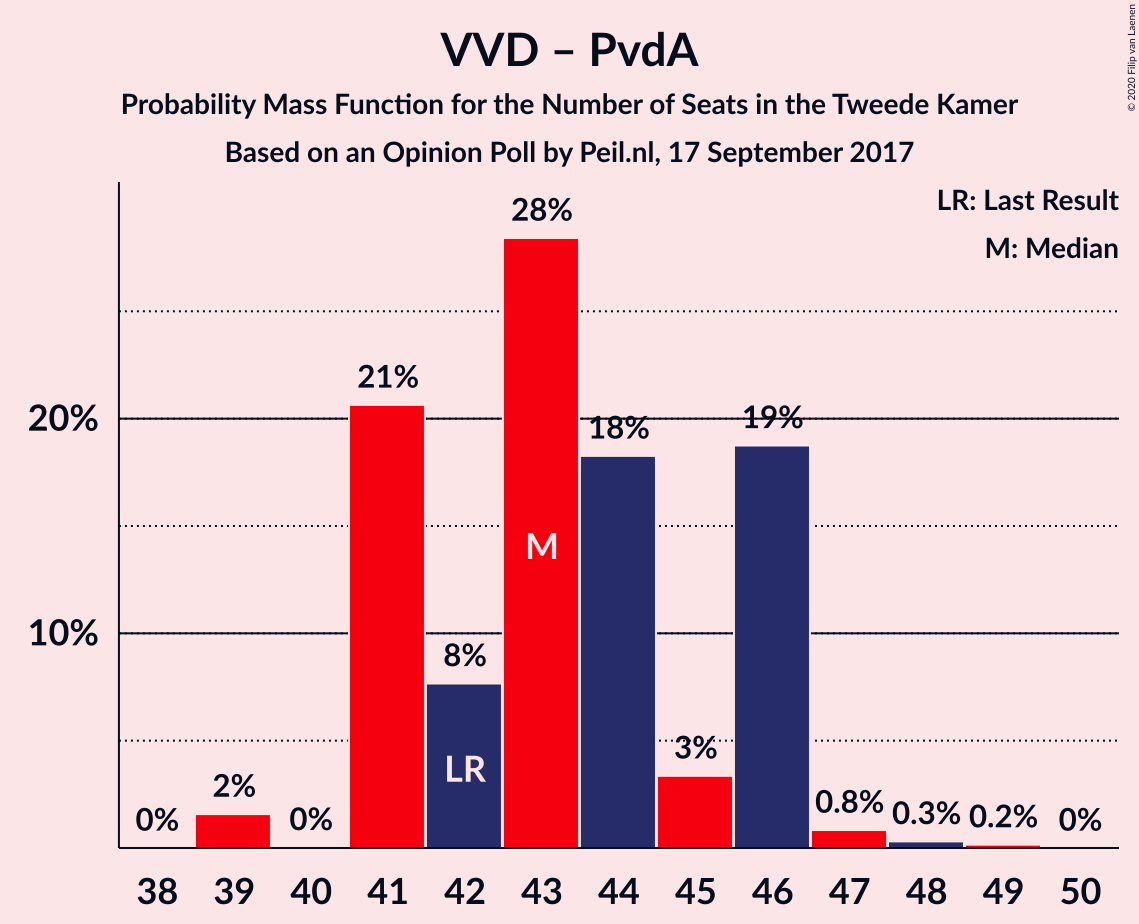 VVD – PvdA
Probability Mass Function for the Number of Seats in the Tweede Kamer
Based on an Opinion Poll by Peil.nl, 17 September 2017
© 2020 Filip van Laenen
LR: Last Result
M: Median
20%
10%
0%
2%
0%
21%
8%
28%
18%
3%
19%
0.8%
0.3%
0.2%
0%
M
LR
38 39 40 41 42 43 44 45 46 47 48 49 50